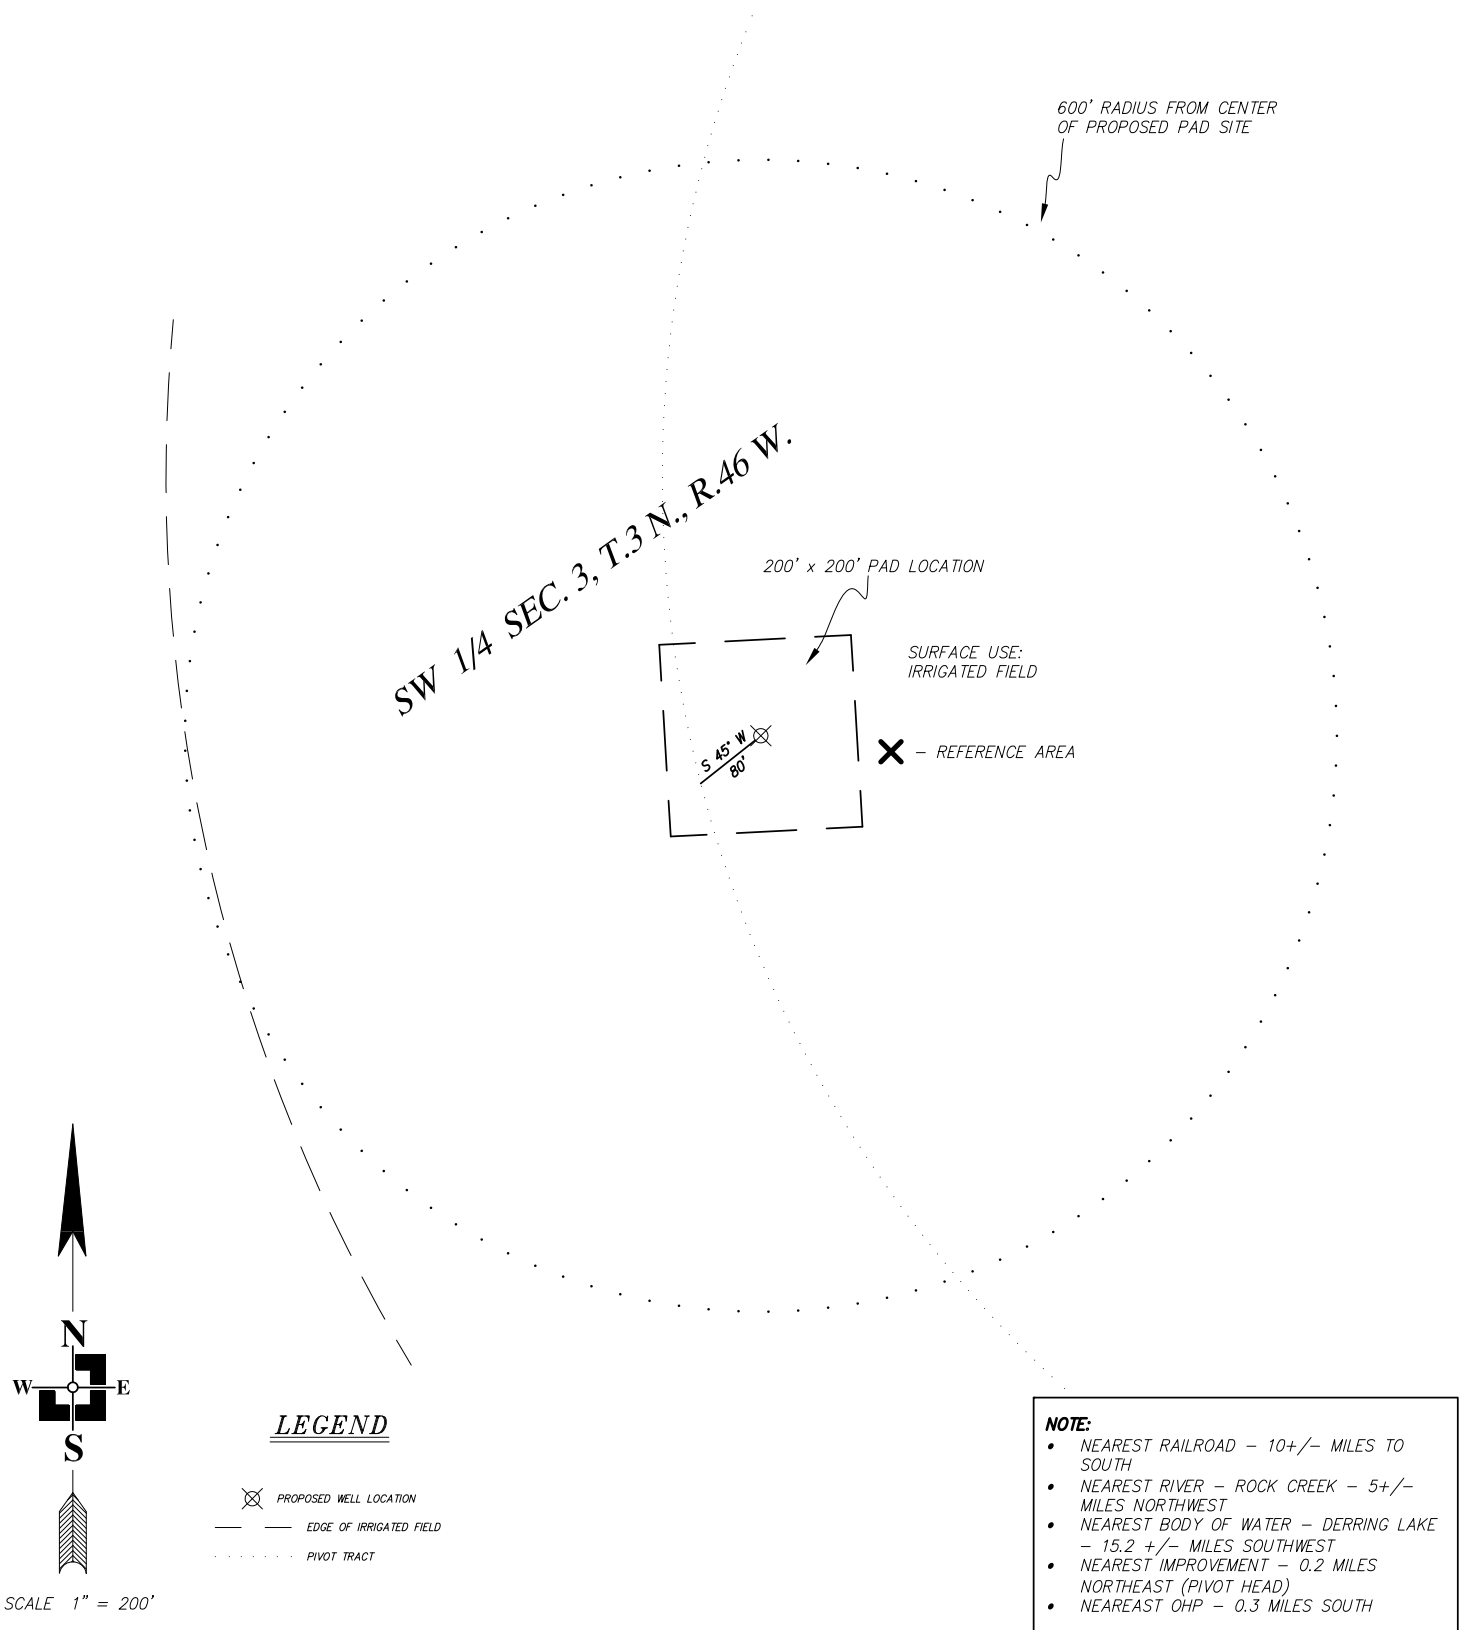 600' RADIUS FROM CENTER
OF PROPOSED PAD SITE
SW 1/4 SEC. 3, T.3 N., R.46 W.
200' x 200' PAD LOCATION
SURFACE USE:
IRRIGATED FIELD
S 45° W
80'
– REFERENCE AREA
N
W E
S
SCALE 1" = 200'
LEGEND
PROPOSED WELL LOCATION
EDGE OF IRRIGATED FIELD
PIVOT TRACT
NOTE:
• NEAREST RAILROAD – 10+/– MILES TO
SOUTH
• NEAREST RIVER – ROCK CREEK – 5+/–
MILES NORTHWEST
• NEAREST BODY OF WATER – DERRING LAKE
– 15.2 +/– MILES SOUTHWEST
• NEAREST IMPROVEMENT – 0.2 MILES
NORTHEAST (PIVOT HEAD)
• NEAREAST OHP – 0.3 MILES SOUTH